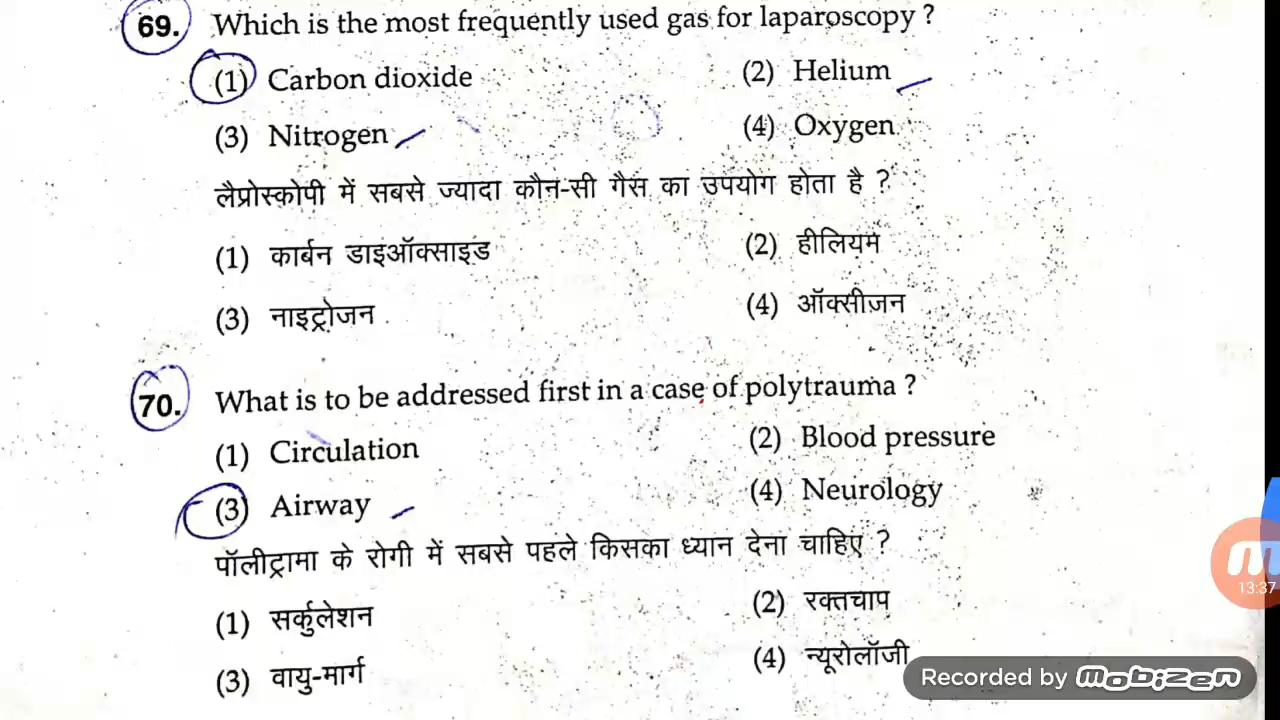 69. Which is the most frequently used gas for laparoscopy ?
(1) Carbon dioxide (2) Helium
(3) Nitrogen (4) Oxygen
लैप्रोस्कोपी में सबसे ज्यादा कौन-सी गैस का उपयोग होता है ?
(1) कार्बन डाइऑक्साइड (2) हीलियम
(3) नाइट्रोजन (4) ऑक्सीज़न
70. What is to be addressed first in a case of polytrauma ?
(1) Circulation (2) Blood pressure
(3) Airway (4) Neurology
पॉलीट्रामा के रोगी में सबसे पहले किसका ध्यान देना चाहिए ?
(1) सर्कुलेशन (2) रक्तचाप
(3) वायु-मार्ग (4) न्यूरोलॉजी
13:37
Recorded by mobizen